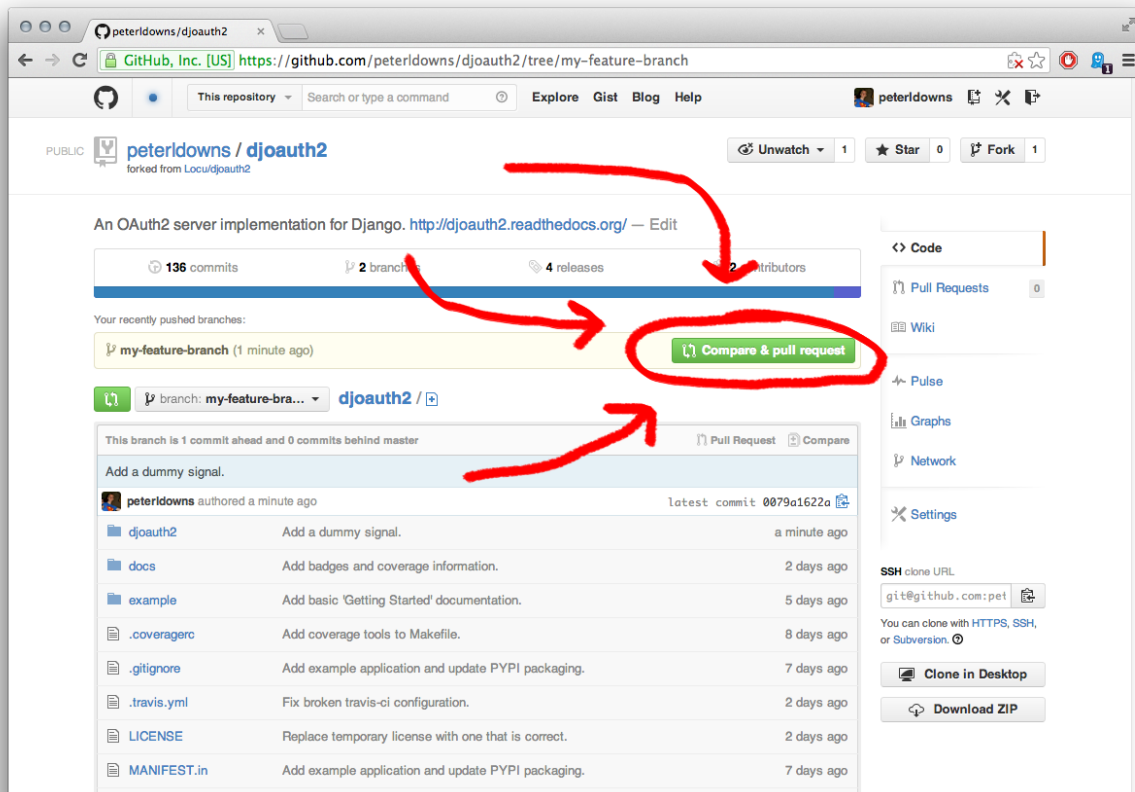 peterldowns/djoauth2
GitHub, Inc. [US] https://github.com/peterldowns/djoauth2/tree/my-feature-branch
1
This repository Search or type a command Explore Gist Blog Help peterldowns
PUBLIC peterldowns / djoauth2
forked from Locu/djoauth2
Unwatch 1 Star 0 Fork 1
An OAuth2 server implementation for Django. http://djoauth2.readthedocs.org/ — Edit
136 commits 2 branches 4 releases 2 contributors
Your recently pushed branches:
my-feature-branch (1 minute ago) Compare & pull request
branch: my-feature-bra... djoauth2 /
This branch is 1 commit ahead and 0 commits behind master Pull Request Compare
Add a dummy signal.
peterldowns authored a minute ago latest commit 0079a1622a
djoauth2 Add a dummy signal. a minute ago
docs Add badges and coverage information. 2 days ago
example Add basic 'Getting Started' documentation. 5 days ago
.coveragerc Add coverage tools to Makefile. 8 days ago
.gitignore Add example application and update PYPI packaging. 7 days ago
.travis.yml Fix broken travis-ci configuration. 2 days ago
LICENSE Replace temporary license with one that is correct. 2 days ago
MANIFEST.in Add example application and update PYPI packaging. 7 days ago
Code
Pull Requests 0
Wiki
Pulse
Graphs
Network
Settings
SSH clone URL
git@github.com:pet
You can clone with HTTPS, SSH,
or Subversion.
Clone in Desktop
Download ZIP